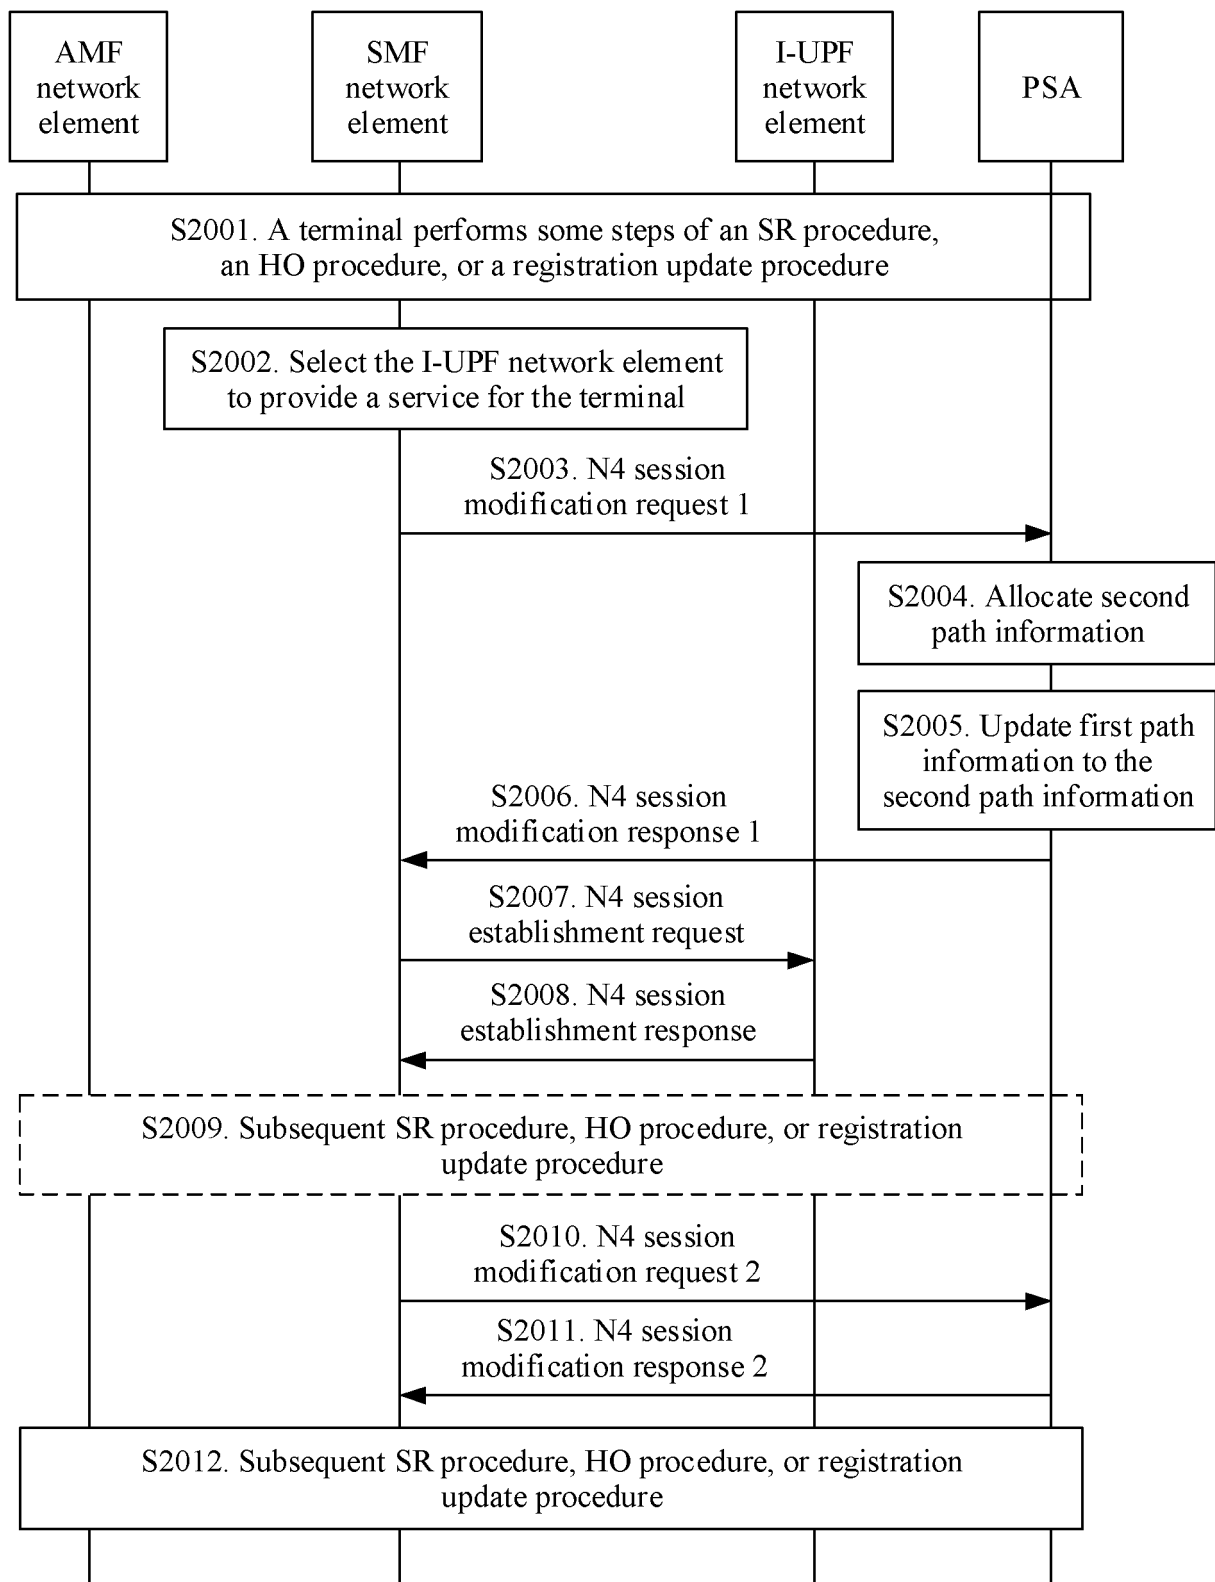 AMF
network
element
SMF
network
element
I-UPF
network
element
PSA
S2001. A terminal performs some steps of an SR procedure,
an HO procedure, or a registration update procedure
S2002. Select the I-UPF network element
to provide a service for the terminal
S2003. N4 session
modification request 1
S2004. Allocate second
path information
S2005. Update first path
information to the
second path information
S2006. N4 session
modification response 1
S2007. N4 session
establishment request
S2008. N4 session
establishment response
S2009. Subsequent SR procedure, HO procedure, or registration
update procedure
S2010. N4 session
modification request 2
S2011. N4 session
modification response 2
S2012. Subsequent SR procedure, HO procedure, or registration
update procedure